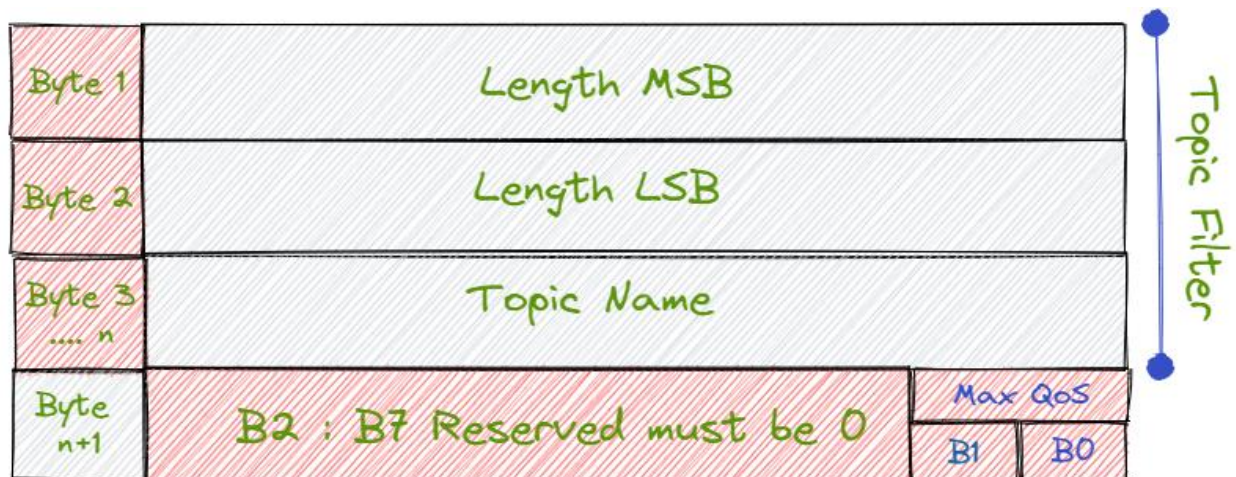 Byte 1
Length MSB
Byte 2
Length LSB
Byte 3
.... n
Topic Name
Topic Filter
Byte
n+1
B2 : B7 Reserved must be 0
Max QoS
B1
B0